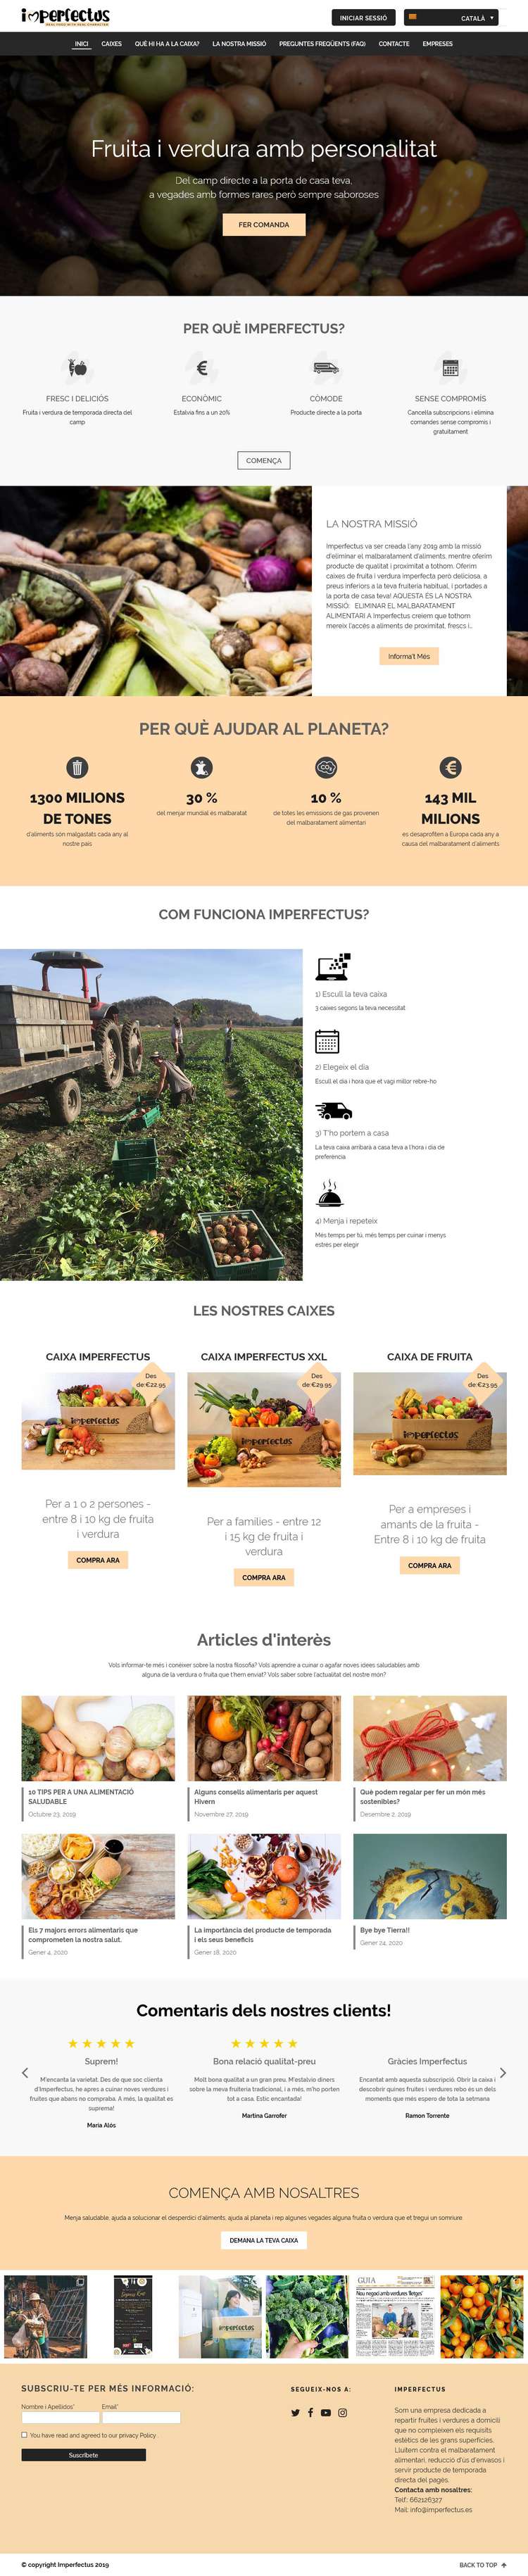 imperfectus
REAL FOOD WITH REAL CHARACTER
INICIAR SESSIÓ
CATALÀ
INICI CAIXES QUÈ HI HA A LA CAIXA? LA NOSTRA MISSIÓ PREGUNTES FREQÜENTS (FAQ) CONTACTE EMPRESES
Fruita i verdura amb personalitat
Del camp directe a la porta de casa teva,
a vegades amb formes rares però sempre saboroses
FER COMANDA
PER QUÈ IMPERFECTUS?
FRESC I DELICIÓS
Fruita i verdura de temporada directa del
camp
ECONÒMIC
Estalvia fins a un 20%
CÒMODE
Producte directe a la porta
SENSE COMPROMÍS
Cancel·la subscripcions i elimina
comandes sense compromís i
gratuïtament
COMENÇA
LA NOSTRA MISSIÓ
Imperfectus va ser creada l'any 2019 amb la missió
d'eliminar el malbaratament d'aliments, mentre oferim
producte de qualitat i proximitat a tothom. Oferim
caixes de fruita i verdura imperfecta però deliciosa, a
preus inferiors a la teva fruiteria habitual, i portades a
la porta de casa teva! AQUESTA ÉS LA NOSTRA
MISSIÓ: ELIMINAR EL MALBARATAMENT
ALIMENTARI A Imperfectus creiem que tothom
mereix l'accés a aliments de proximitat, frescs i...
Informa't Més
PER QUÈ AJUDAR AL PLANETA?
1300 MILIONS
DE TONES
d'aliments són malgastats cada any al
nostre país
30 %
del menjar mundial és malbaratat
CO2
10 %
de totes les emissions de gas provenen
del malbaratament alimentari
143 MIL
MILIONS
es desaprofiten a Europa cada any a
causa del malbaratament d'aliments
COM FUNCIONA IMPERFECTUS?
1) Escull la teva caixa
3 caixes segons la teva necessitat
2) Elegeix el dia
Escull el dia i hora que et vagi millor rebre-ho
3) T'ho portem a casa
La teva caixa arribarà a casa teva a l'hora i dia de
preferència
4) Menja i repeteix
Més temps per tu, més temps per cuinar i menys
estrès per elegir
LES NOSTRES CAIXES
CAIXA IMPERFECTUS
Des
de:€22.95
imperfectus
Per a 1 o 2 persones -
entre 8 i 10 kg de fruita
i verdura
COMPRA ARA
CAIXA IMPERFECTUS XXL
Des
de:€29.95
imperfectus
Per a families - entre 12
i 15 kg de fruita i
verdura
COMPRA ARA
CAIXA DE FRUITA
Des
de:€23.95
imperfectus
Per a empreses i
amants de la fruita -
Entre 8 i 10 kg de fruita
COMPRA ARA
Articles d'interès
Vols informar-te més i conèixer sobre la nostra filosofia? Vols aprendre a cuinar o agafar noves idees saludables amb
alguna de la verdura o fruita que t'hem enviat? Vols saber sobre l'actualitat del nostre món?
10 TIPS PER A UNA ALIMENTACIÓ
SALUDABLE
Octubre 23, 2019
Alguns consells alimentaris per aquest
Hivern
Novembre 27, 2019
Què podem regalar per fer un món més
sostenibles?
Desembre 2, 2019
Els 7 majors errors alimentaris que
comprometen la nostra salut.
Gener 4, 2020
La importància del producte de temporada
i els seus beneficis
Gener 18, 2020
Bye bye Tierra!!
Gener 24, 2020
Comentaris dels nostres clients!
Suprem!
M'encanta la varietat. Des de que soc clienta
d'Imperfectus, he apres a cuinar noves verdures i
fruites que abans no compraba. A més, la qualitat es
suprema!
Maria Alós
Bona relació qualitat-preu
Molt bona qualitat a un gran preu. M'estalvio diners
sobre la meva fruiteria tradicional, i a més, m'ho porten
tot a casa. Estic encantada!
Martina Garrofer
Gràcies Imperfectus
Encantat amb aquesta subscripció. Obrir la caixa i
descobrir quines fruites i verdures rebo és un dels
moments que més espero de tota la setmana
Ramon Torrente
COMENÇA AMB NOSALTRES
Menja saludable, ajuda a solucionar el desperdici d'aliments, ajuda al planeta i rep algunes vegades alguna fruita o verdura que et tregui un somriure.
DEMANA LA TEVA CAIXA
imperfectus
GUIA
Nou negoci amb verdures 'lletges'
SUBSCRIU-TE PER MÉS INFORMACIÓ:
Nombre i Apellidos*
Email*
You have read and agreed to our privacy Policy
Suscríbete
SEGUEIX-NOS A:
IMPERFECTUS
Som una empresa dedicada a
repartir fruites i verdures a domicili
que no compleixen els requisits
estètics de les grans superfícies.
Lluitem contra el malbaratament
alimentari, reducció d'ús d'envasos i
servir producte de temporada
directa del pagès.
Contacta amb nosaltres:
Telf.: 662126327
Mail: info@imperfectus.es
© copyright Imperfectus 2019
BACK TO TOP